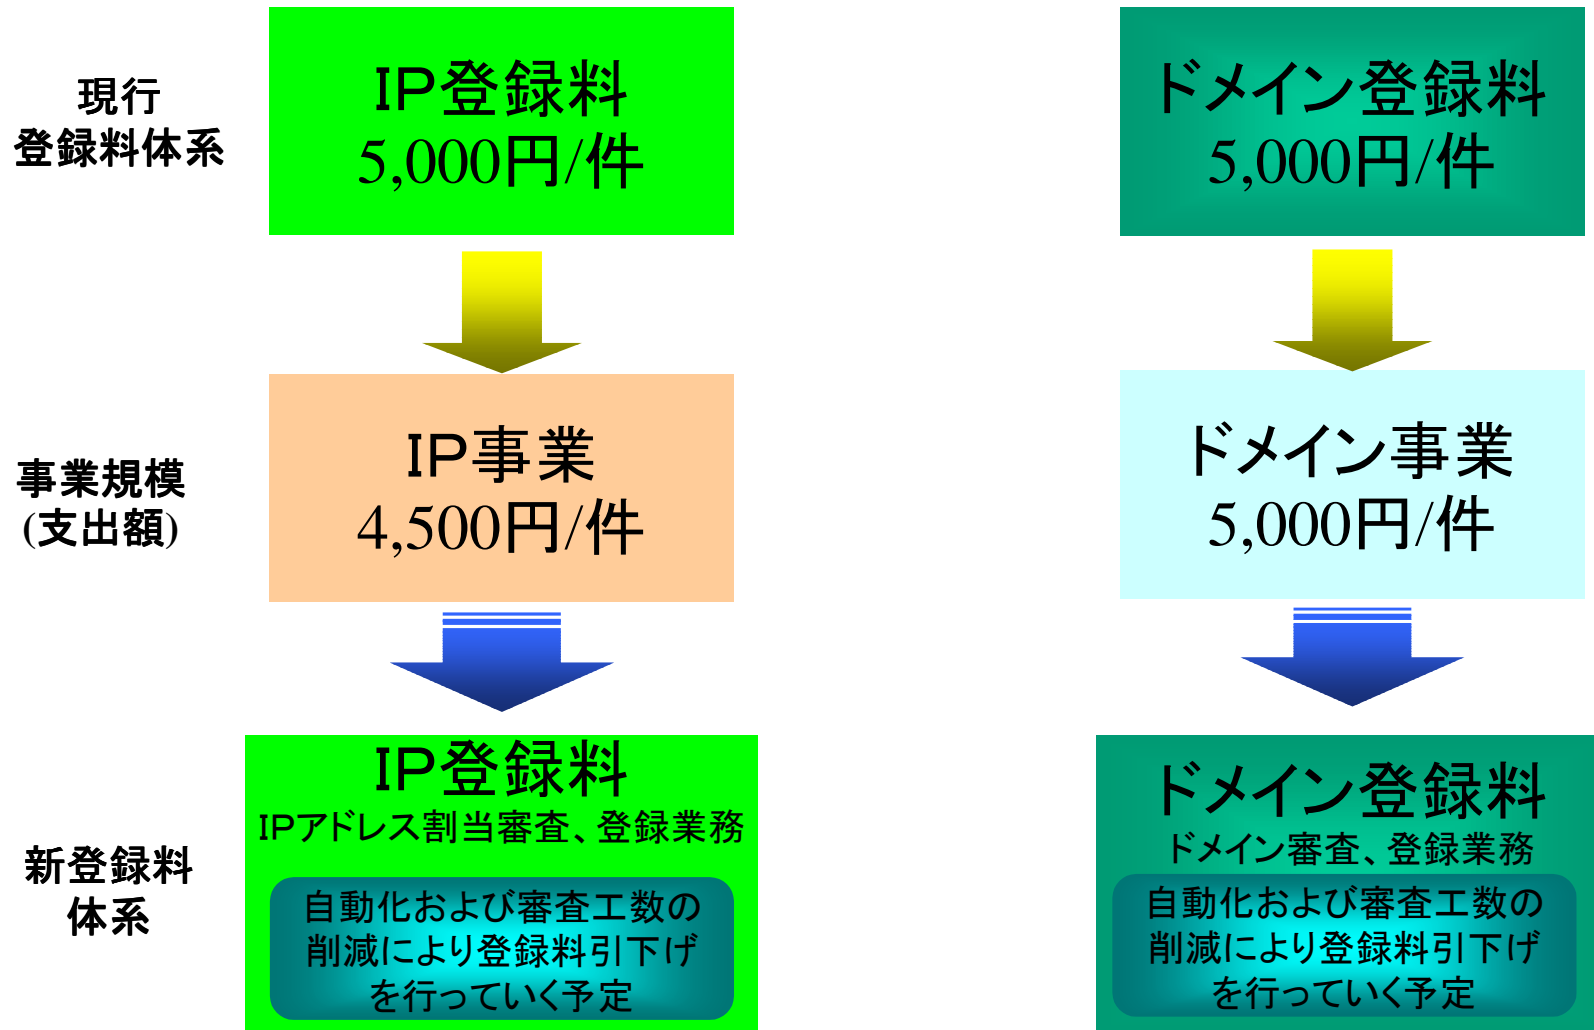 現行
登録料体系
IP登録料
5,000円/件
ドメイン登録料
5,000円/件
事業規模
(支出額)
IP事業
4,500円/件
ドメイン事業
5,000円/件
新登録料
体系
IP登録料
IPアドレス割当審査、登録業務
自動化および審査工数の
削減により登録料引下げ
を行っていく予定
ドメイン登録料
ドメイン審査、登録業務
自動化および審査工数の
削減により登録料引下げ
を行っていく予定